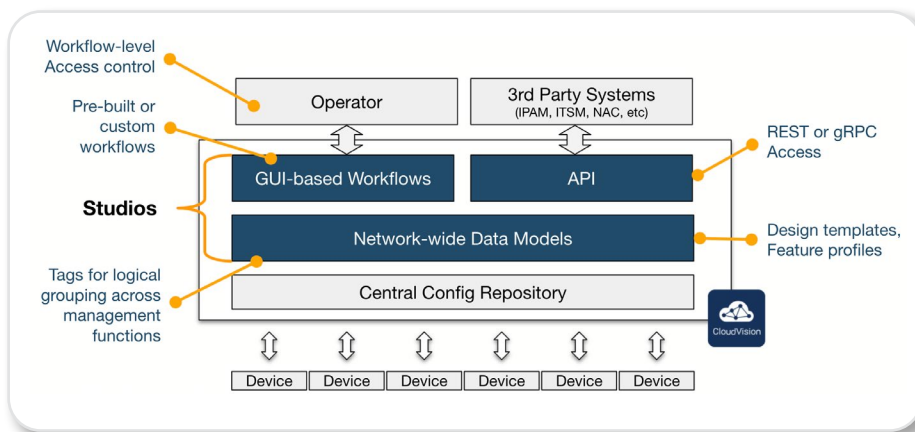 Workflow-level
Access control
Operator
3rd Party Systems
(IPAM, ITSM, NAC, etc)
Pre-built or
custom
workflows
REST or gRPC
Access
GUI-based Workflows
API
Studios
Network-wide Data Models
Design templates,
Feature profiles
Tags for logical
grouping across
management
functions
Central Config Repository
CloudVision
Device
Device
Device
Device
Device
Device